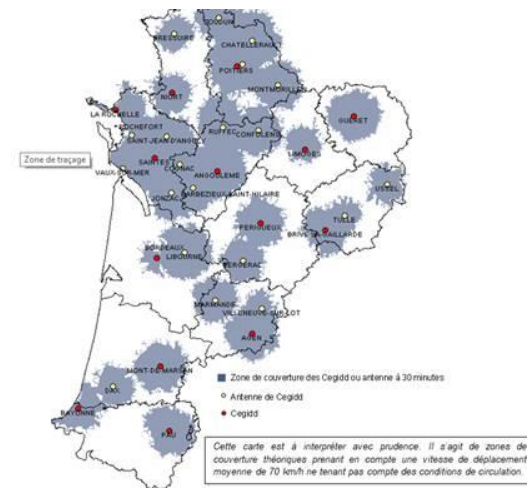 LOUDUN
BRESSUIRE
CHATELLERAULT
POITIERS
MONTMORILLON
NIORT
LA ROCHELLE
GUERET
ROCHEFORT
RUFFEC
CONFOLENS
SAINT-JEAN-D'ANGELY
LIMOGES
Zone de traçage
SAINTES
COGNAC
ANGOULEME
VAUX-SUR-MER
USSEL
BARBEZIEUX-SAINT-HILAIRE
JONZAC
TULLE
PERIGUEUX
BRIVE-LA-GAILLARDE
BORDEAUX
LIBOURNE
BERGERAC
MARMANDE
VILLENEUVE-SUR-LOT
AGEN
MONT-DE-MARSAN
Zone de couverture des Cegidd ou antenne à 30 minutes
DAX
Antenne de Cegidd
BAYONNE
Cegidd
PAU
Cette carte est à interpréter avec prudence. Il s'agit de zones de
couverture théoriques prenant en compte une vitesse de déplacement
moyenne de 70 km/h ne tenant pas compte des conditions de circulation.